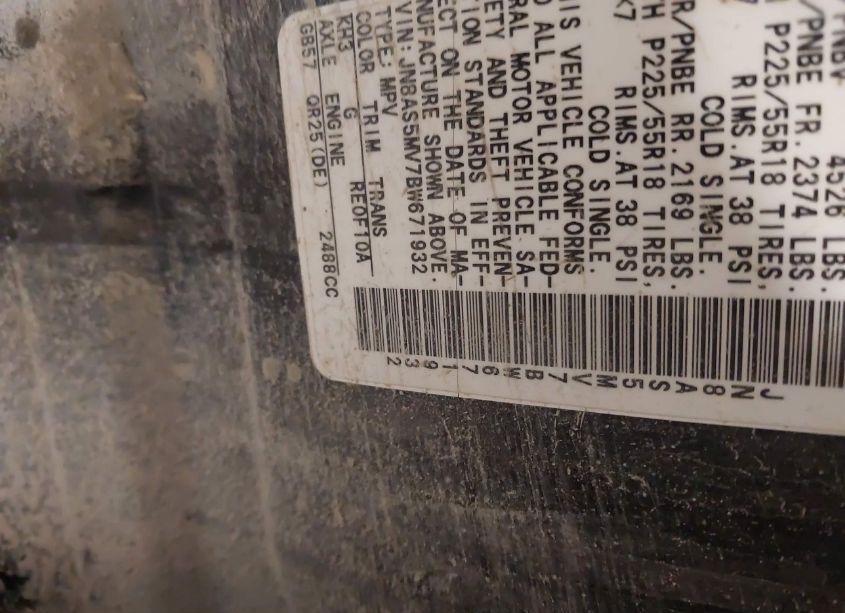 PNBV 4526 LBS.
/PNBE FR. 2374 LBS.
P225/55R18 TIRES,
RIMS.AT 38 PSI
COLD SINGLE.
R/PNBE RR. 2169 LBS.
TH P225/55R18 TIRES,
RIMS.AT 38 PSI
COLD SINGLE.
IS VEHICLE CONFORMS
O ALL APPLICABLE FED-
RAL MOTOR VEHICLE SA-
ETY AND THEFT PREVEN-
ION STANDARDS IN EFF-
ECT ON THE DATE OF MA-
NUFACTURE SHOWN ABOVE.
VIN: JN8AS5MV7BW671932
TYPE: MPV
COLOR TRIM TRANS
KH3 G RE0F10A
AXLE ENGINE
GB57 QR25(DE) 2488CC
JN8AS5MV7BW671932